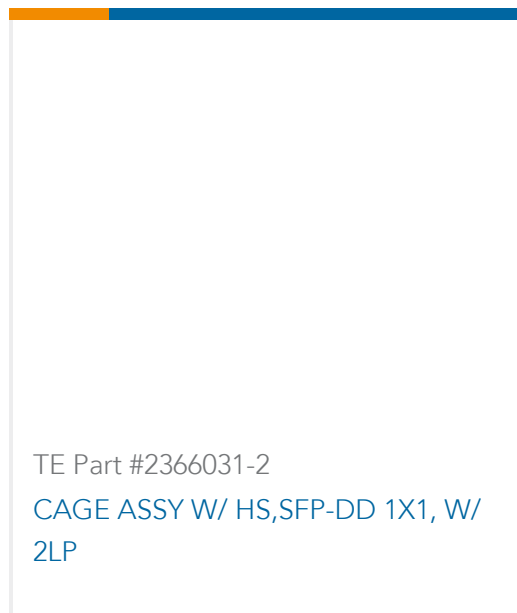 TE Part #2366031-2
CAGE ASSY W/ HS,SFP-DD 1X1, W/
2LP